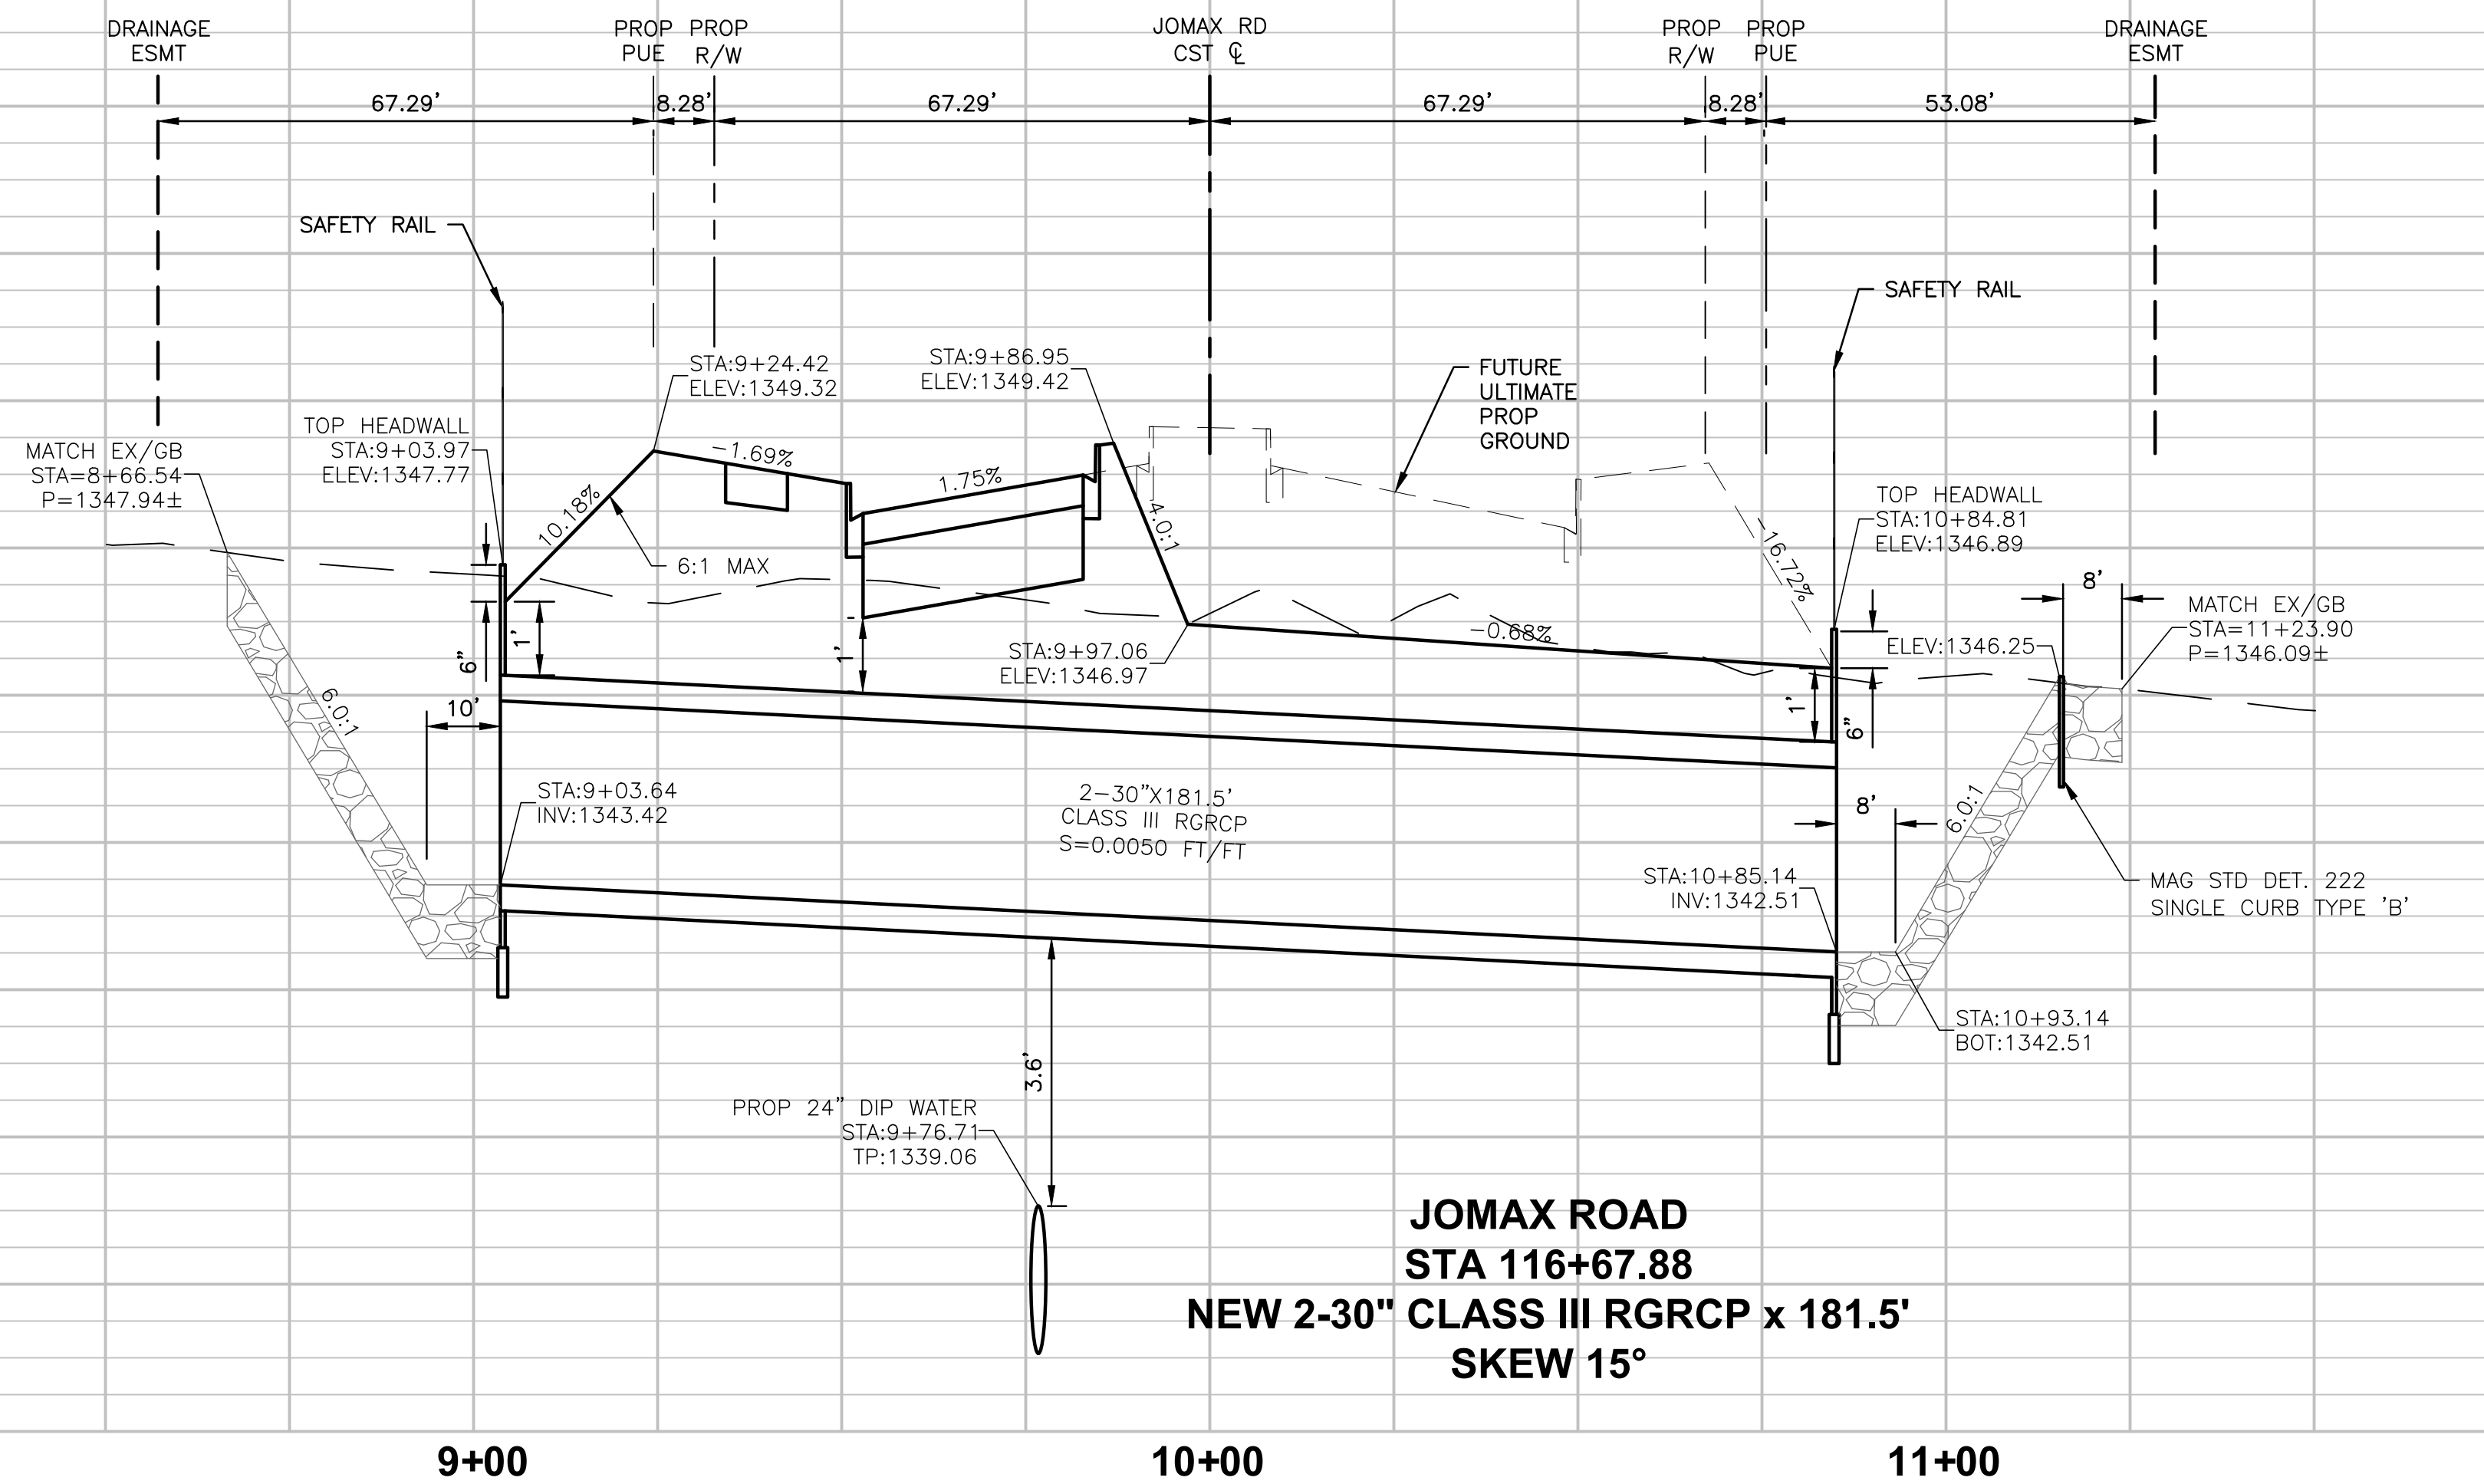 DRAINAGE
ESMT
PROP
PUE
PROP
R/W
JOMAX RD
CST ℄
PROP
R/W
PROP
PUE
DRAINAGE
ESMT
67.29'
8.28'
67.29'
67.29'
8.28'
53.08'
SAFETY RAIL
SAFETY RAIL
STA:9+24.42
ELEV:1349.32
STA:9+86.95
ELEV:1349.42
FUTURE
ULTIMATE
PROP
GROUND
TOP HEADWALL
STA:9+03.97
ELEV:1347.77
MATCH EX/GB
STA=8+66.54
P=1347.94±
-1.69%
1.75%
10.18%
6:1 MAX
4.0:1
-16.72%
TOP HEADWALL
STA:10+84.81
ELEV:1346.89
8'
MATCH EX/GB
STA=11+23.90
P=1346.09±
ELEV:1346.25
-0.68%
STA:9+97.06
ELEV:1346.97
6"
1'
1'
1'
6"
6.0:1
10'
STA:9+03.64
INV:1343.42
2-30"X181.5'
CLASS III RGRCP
S=0.0050 FT/FT
8'
6.0:1
STA:10+85.14
INV:1342.51
MAG STD DET. 222
SINGLE CURB TYPE 'B'
STA:10+93.14
BOT:1342.51
3.6'
PROP 24" DIP WATER
STA:9+76.71
TP:1339.06
JOMAX ROAD
STA 116+67.88
NEW 2-30" CLASS III RGRCP x 181.5'
SKEW 15°
9+00
10+00
11+00